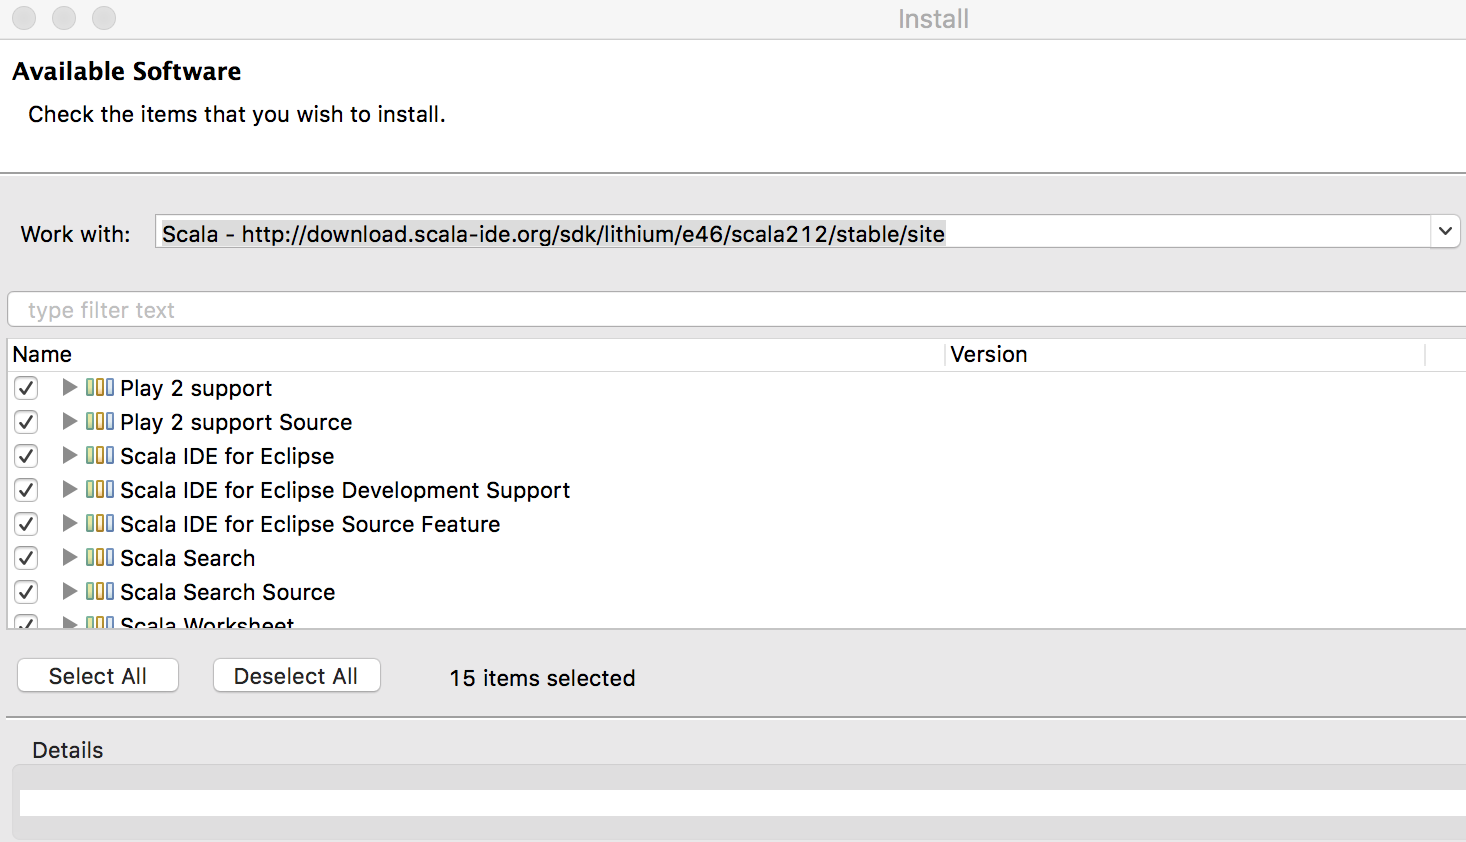 Install
Available Software
Check the items that you wish to install.
Work with: Scala - http://download.scala-ide.org/sdk/lithium/e46/scala212/stable/site
type filter text
Name Version
Play 2 support
Play 2 support Source
Scala IDE for Eclipse
Scala IDE for Eclipse Development Support
Scala IDE for Eclipse Source Feature
Scala Search
Scala Search Source
Scala Worksheet
Select All Deselect All 15 items selected
Details